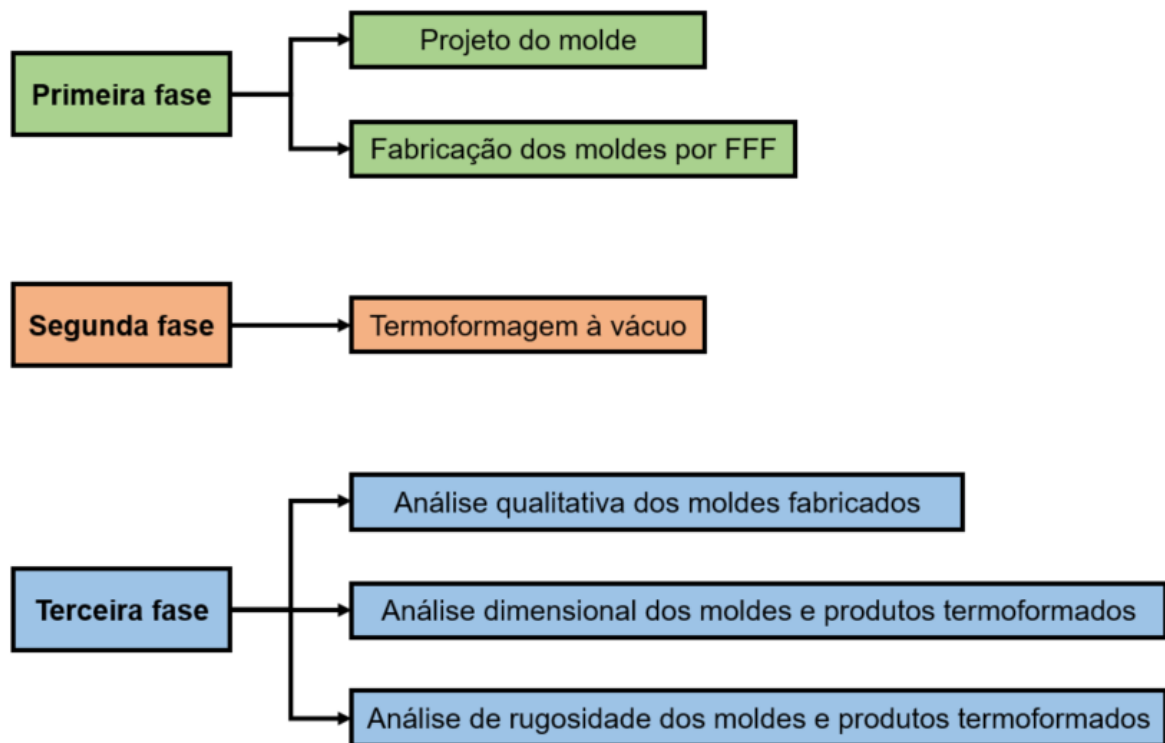 Primeira fase
Projeto do molde
Fabricação dos moldes por FFF
Segunda fase
Termoformagem à vácuo
Terceira fase
Análise qualitativa dos moldes fabricados
Análise dimensional dos moldes e produtos termoformados
Análise de rugosidade dos moldes e produtos termoformados